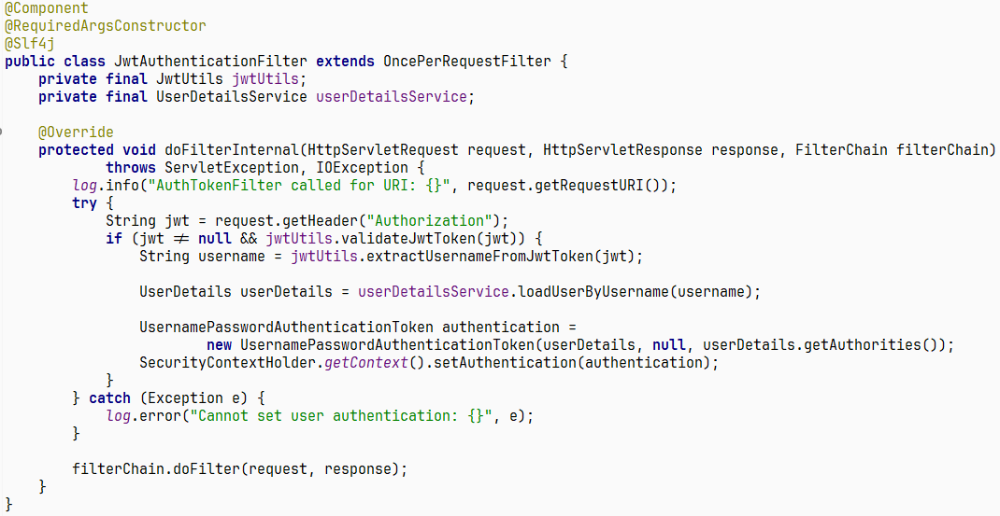 @Component
@RequiredArgsConstructor
@Slf4j
public class JwtAuthenticationFilter extends OncePerRequestFilter {
    private final JwtUtils jwtUtils;
    private final UserDetailsService userDetailsService;

    @Override
    protected void doFilterInternal(HttpServletRequest request, HttpServletResponse response, FilterChain filterChain)
            throws ServletException, IOException {
        log.info("AuthTokenFilter called for URI: {}", request.getRequestURI());
        try {
            String jwt = request.getHeader("Authorization");
            if (jwt != null && jwtUtils.validateJwtToken(jwt)) {
                String username = jwtUtils.extractUsernameFromJwtToken(jwt);

                UserDetails userDetails = userDetailsService.loadUserByUsername(username);

                UsernamePasswordAuthenticationToken authentication =
                        new UsernamePasswordAuthenticationToken(userDetails, null, userDetails.getAuthorities());
                SecurityContextHolder.getContext().setAuthentication(authentication);
            }
        } catch (Exception e) {
            log.error("Cannot set user authentication: {}", e);
        }

        filterChain.doFilter(request, response);
    }
}